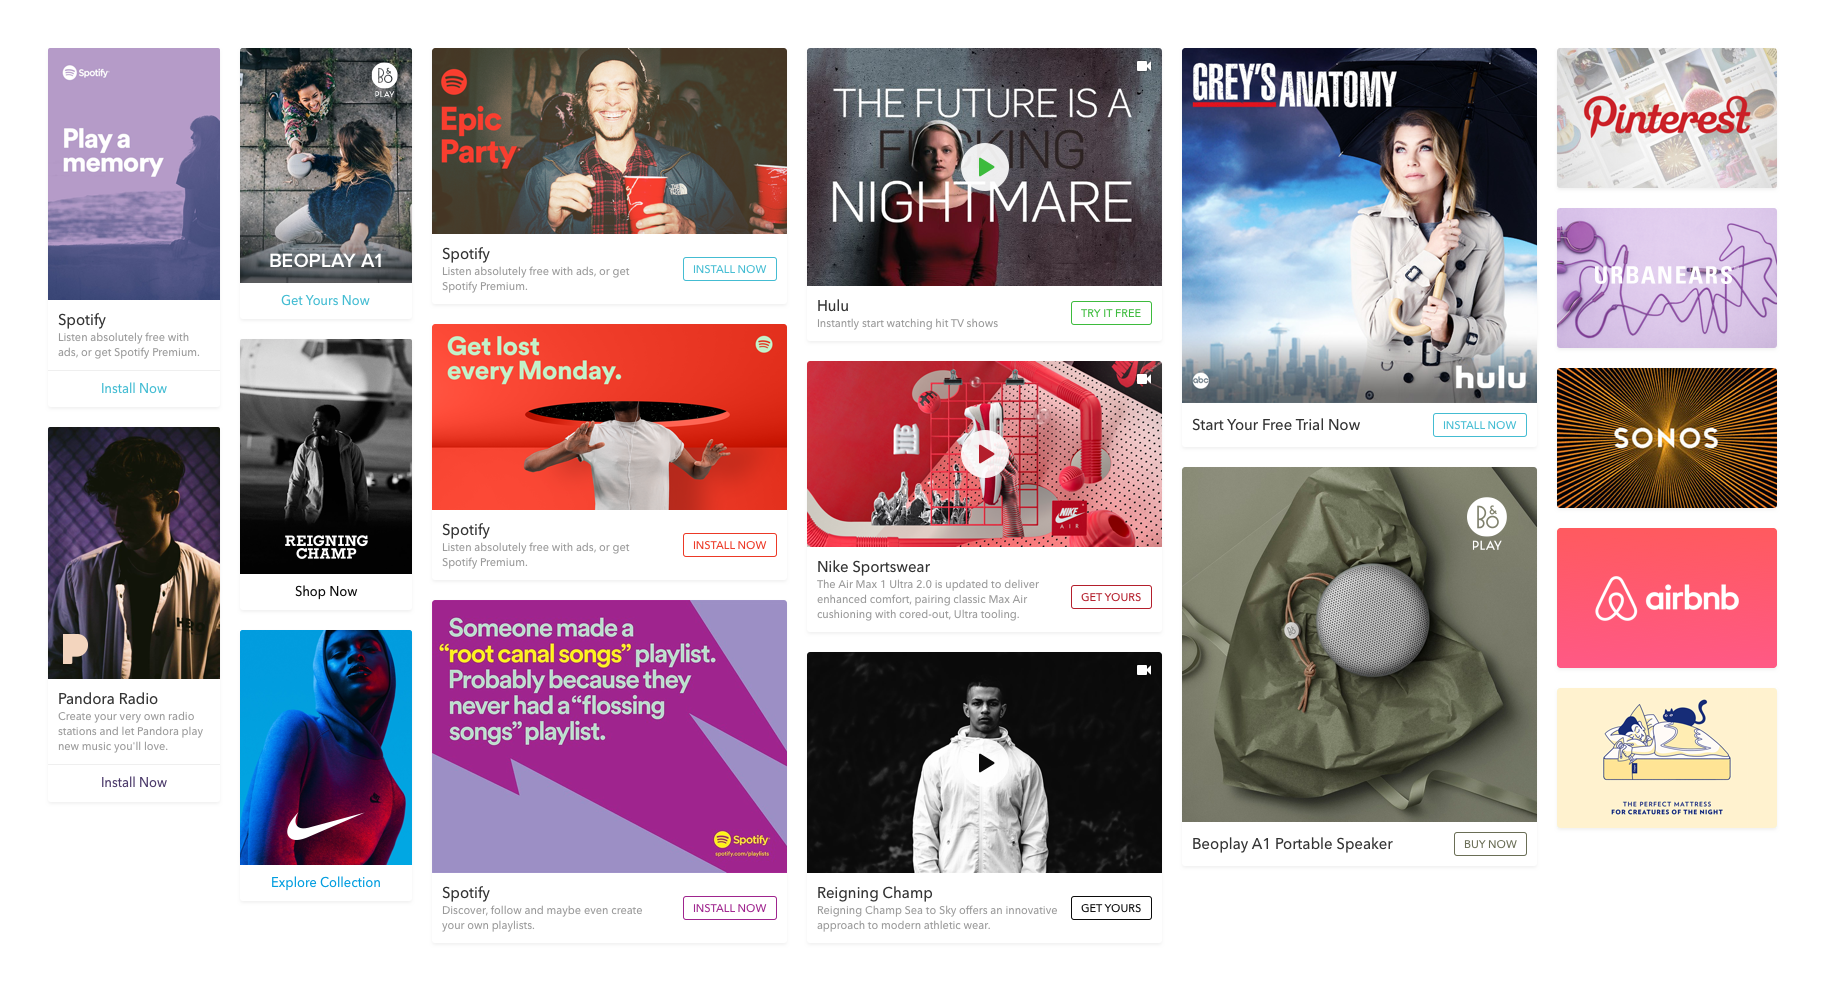 Spotify
Play a
memory
Spotify
Listen absolutely free with
ads, or get Spotify Premium.
Install Now
Pandora Radio
Create your very own radio
stations and let Pandora play
new music you'll love.
Install Now
B&O
PLAY
BEOPLAY A1
Get Yours Now
REIGNING
CHAMP
Shop Now
Explore Collection
Epic
Party
Spotify
Listen absolutely free with ads, or get
Spotify Premium.
INSTALL NOW
Get lost
every Monday.
Spotify
Listen absolutely free with ads, or get
Spotify Premium.
INSTALL NOW
Someone made a
“root canal songs” playlist.
Probably because they
never had a “flossing
songs” playlist.
Spotify
spotify.com/playlists
Spotify
Discover, follow and maybe even create
your own playlists.
INSTALL NOW
THE FUTURE IS A
NIGHTMARE
Hulu
Instantly start watching hit TV shows
TRY IT FREE
NIKE
AIR
Nike Sportswear
The Air Max 1 Ultra 2.0 is updated to deliver
enhanced comfort, pairing classic Max Air
cushioning with cored-out, Ultra tooling.
GET YOURS
Reigning Champ
Reigning Champ Sea to Sky offers an innovative
approach to modern athletic wear.
GET YOURS
GREY'S ANATOMY
abc
hulu
Start Your Free Trial Now
INSTALL NOW
B&O
PLAY
Beoplay A1 Portable Speaker
BUY NOW
Pinterest
URBANEARS
SONOS
airbnb
THE PERFECT MATTRESS
FOR CREATURES OF THE NIGHT